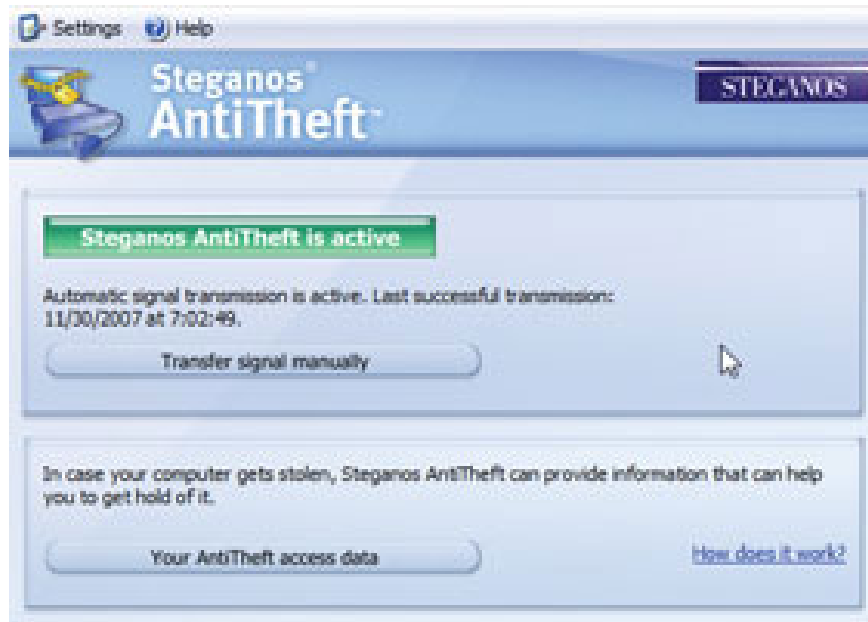 Settings Help
Steganos®
AntiTheft™
STEGANOS
Steganos AntiTheft is active
Automatic signal transmission is active. Last successful transmission:
11/30/2007 at 7:02:49.
Transfer signal manually
In case your computer gets stolen, Steganos AntiTheft can provide information that can help
you to get hold of it.
Your AntiTheft access data
How does it work?